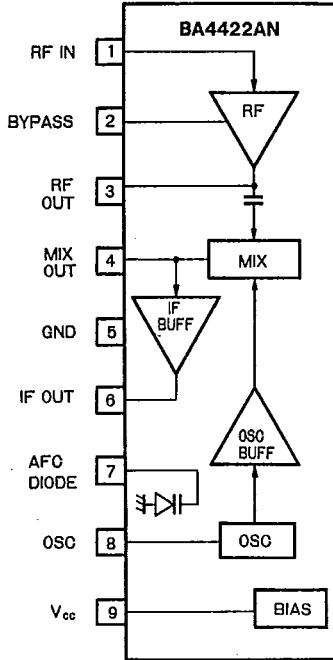 BA4422AN
RF IN
1
RF
BYPASS
2
RF
OUT
3
MIX
OUT
4
MIX
GND
5
IF
BUFF
IF OUT
6
OSC
BUFF
AFC
DIODE
7
OSC
8
OSC
Vcc
9
BIAS